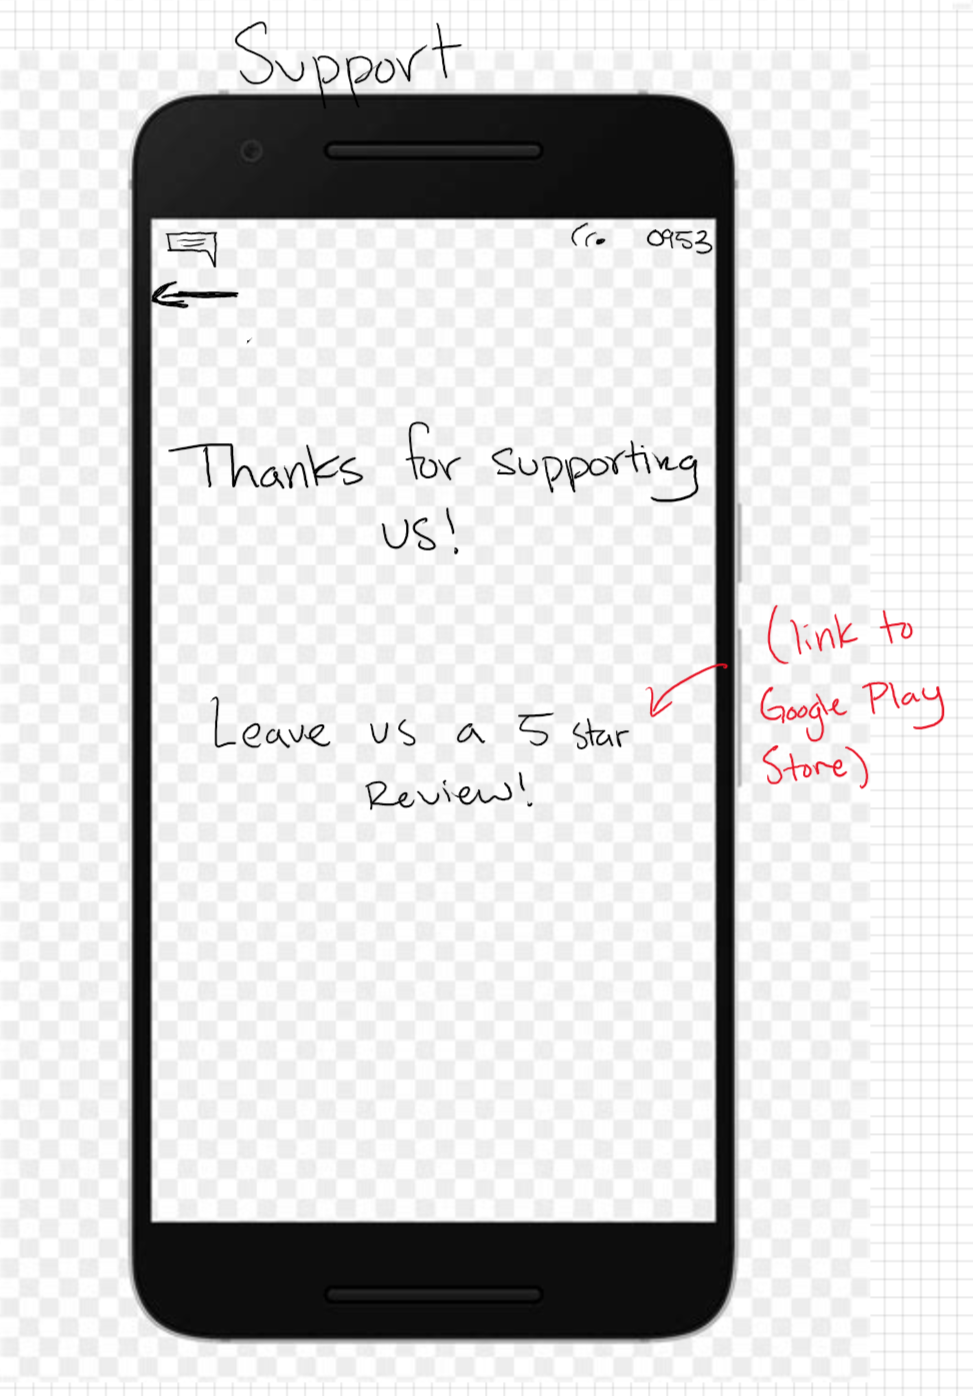 Support
0953
Thanks for supporting
us!
(link to
Google Play
Store)
Leave us a 5 star
Review!